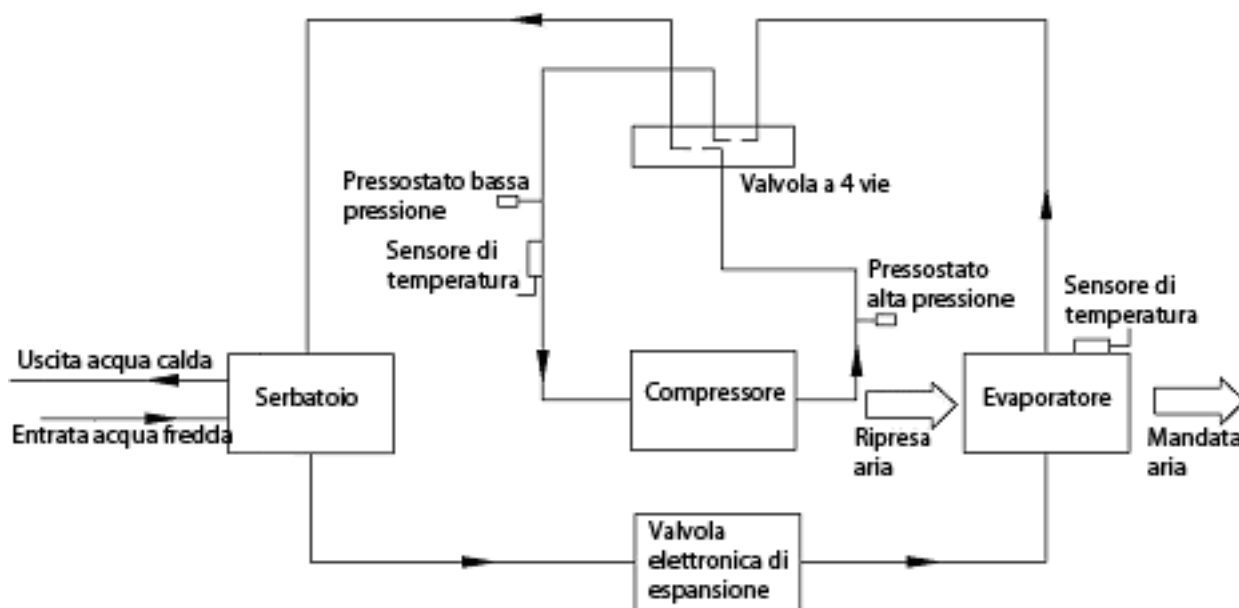 Valvola a 4 vie
Pressostato bassa
pressione
Sensore di
temperatura
Pressostato
alta pressione
Sensore di
temperatura
Uscita acqua calda
Entrata acqua fredda
Serbatoio
Compressore
Ripresa
aria
Evaporatore
Mandata
aria
Valvola
elettronica di
espansione